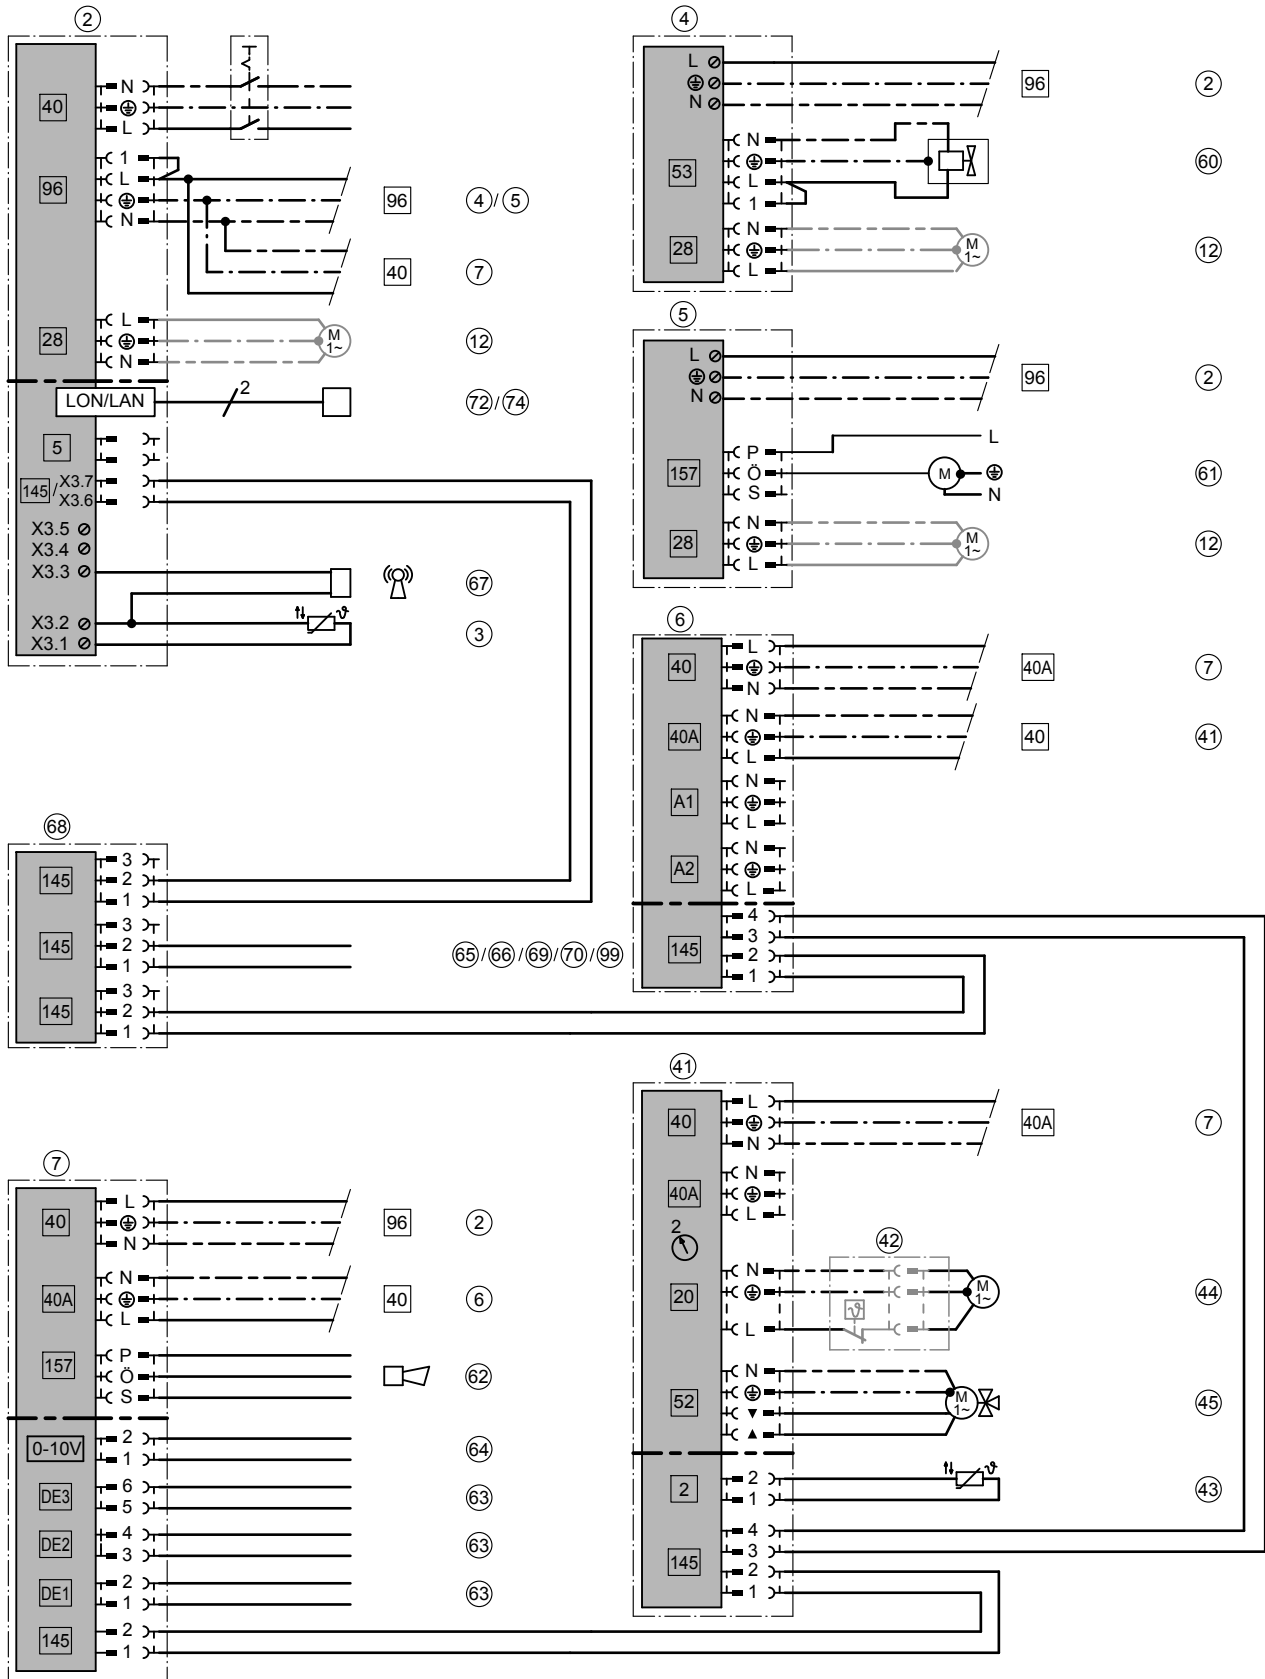 2
40
N
L
96
1
L
N
96
4 / 5
40
7
28
L
N
M
1~
12
LON/LAN
2
72 / 74
5
145 / X3.7
X3.6
X3.5
X3.4
X3.3
67
X3.2
ϑ
3
X3.1
68
145
3
2
1
145
3
2
1
65 / 66 / 69 / 70 / 99
145
3
2
1
7
40
L
N
96
2
40A
N
L
40
6
157
P
Ö
S
62
0-10V
2
1
64
DE3
6
5
63
DE2
4
3
63
DE1
2
1
63
145
2
1
4
L
N
96
2
53
N
L
1
60
28
N
L
M
1~
12
5
L
N
96
2
157
P
Ö
S
L
M
N
61
28
N
L
M
1~
12
6
40
L
N
40A
7
40A
N
L
40
41
A1
N
L
A2
N
L
145
4
3
2
1
41
40
L
N
40A
7
40A
N
L
2
42
20
N
L
ϑ
M
1~
44
52
N
▼
▲
M
1~
45
2
2
1
ϑ
43
145
4
3
2
1